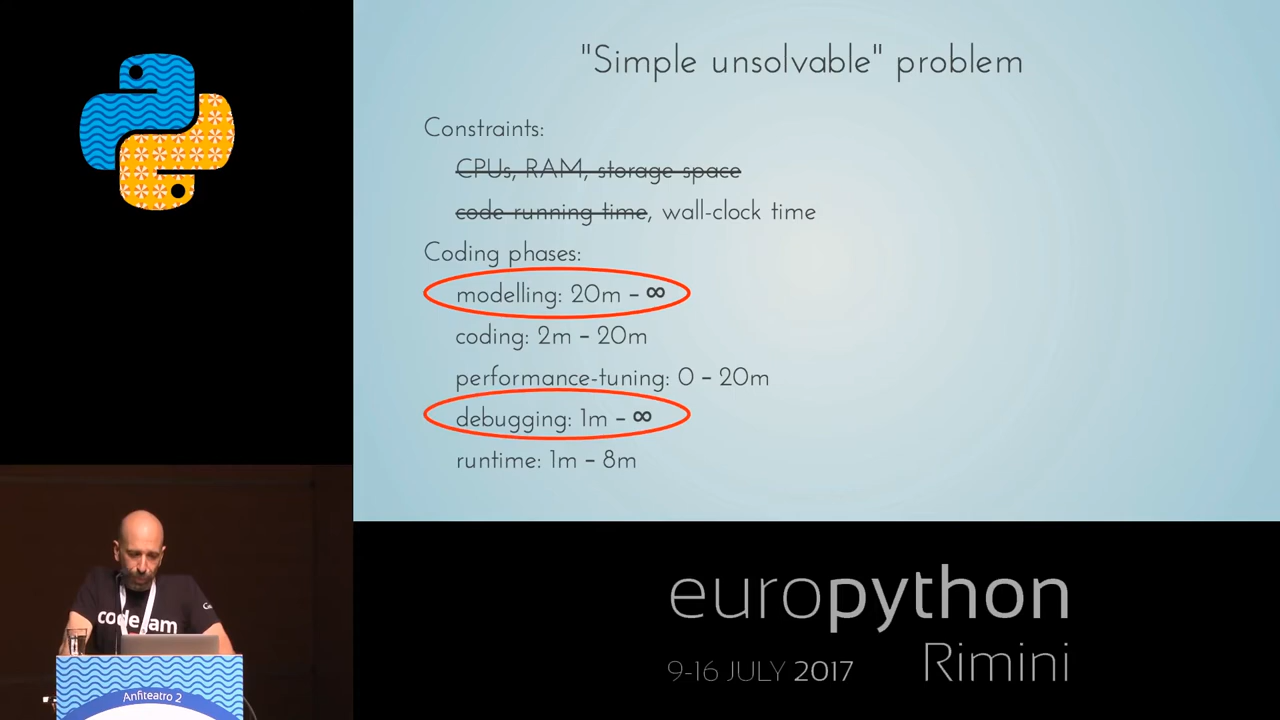 "Simple unsolvable" problem
Constraints:
CPUs, RAM, storage space
code running time, wall-clock time
Coding phases:
modelling: 20m – ∞
coding: 2m – 20m
performance-tuning: 0 – 20m
debugging: 1m – ∞
runtime: 1m – 8m
codejam
Anfiteatro 2
europython
9-16 JULY 2017
Rimini